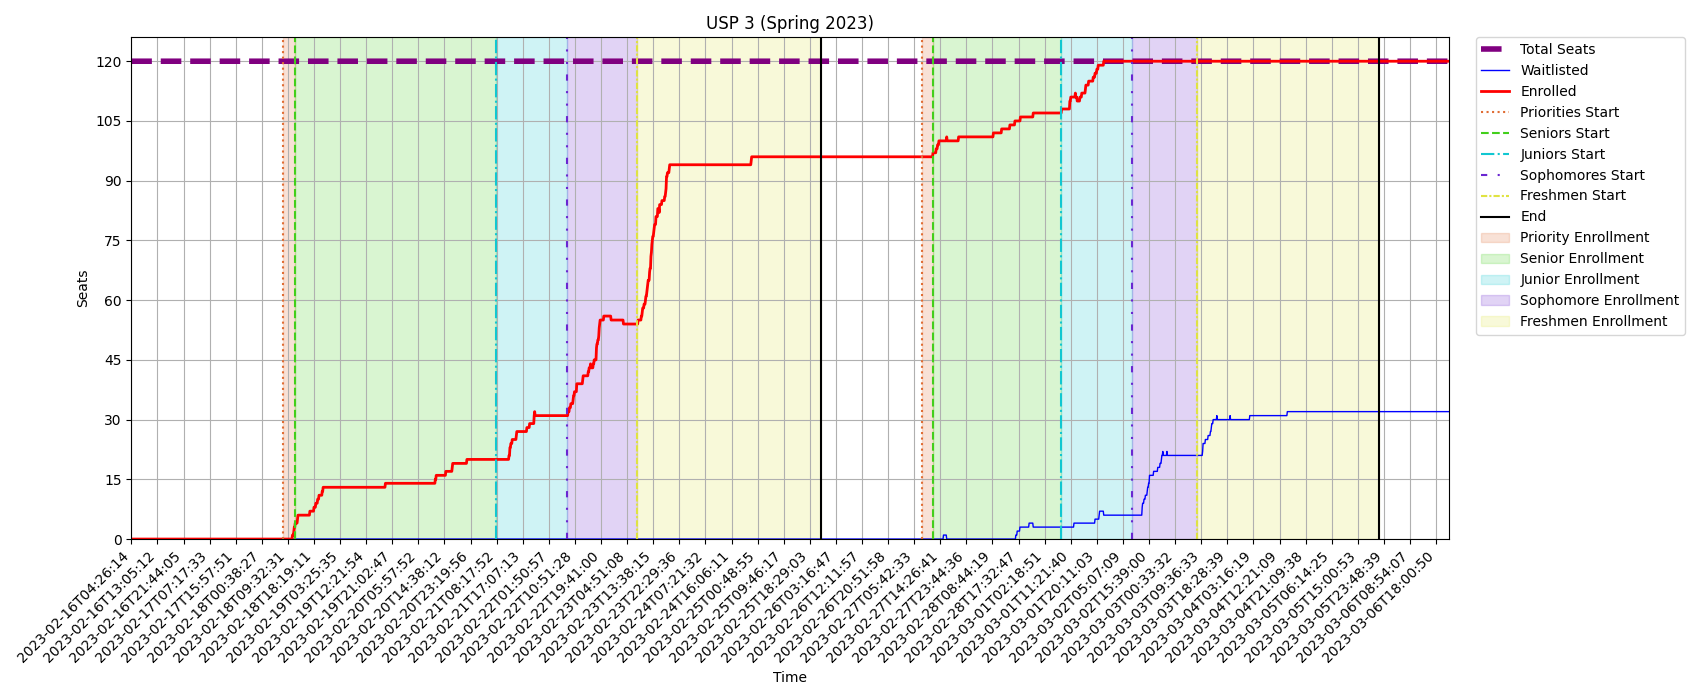 USP 3 (Spring 2023)
120
105
90
75
60
45
30
15
0
Seats
2023-02-16T04:26:14
2023-02-16T13:05:12
2023-02-16T21:44:05
2023-02-17T07:17:33
2023-02-17T15:57:51
2023-02-18T00:38:27
2023-02-18T09:32:31
2023-02-18T18:19:11
2023-02-19T03:25:35
2023-02-19T12:21:54
2023-02-19T21:02:47
2023-02-20T05:57:52
2023-02-20T14:38:12
2023-02-20T23:19:56
2023-02-21T08:17:52
2023-02-21T17:07:13
2023-02-22T01:50:57
2023-02-22T10:51:28
2023-02-22T19:41:00
2023-02-23T04:51:08
2023-02-23T13:38:15
2023-02-23T22:29:36
2023-02-24T07:21:32
2023-02-24T16:06:11
2023-02-25T00:48:55
2023-02-25T09:46:17
2023-02-25T18:29:03
2023-02-26T03:16:47
2023-02-26T12:11:57
2023-02-26T20:51:58
2023-02-27T05:42:33
2023-02-27T14:26:41
2023-02-27T23:44:36
2023-02-28T08:44:19
2023-02-28T17:32:47
2023-03-01T02:18:51
2023-03-01T11:21:40
2023-03-01T20:11:03
2023-03-02T05:07:09
2023-03-02T15:39:00
2023-03-03T00:33:32
2023-03-03T09:36:33
2023-03-03T18:28:39
2023-03-04T03:16:19
2023-03-04T12:21:09
2023-03-04T21:09:38
2023-03-05T06:14:25
2023-03-05T15:00:53
2023-03-05T23:48:39
2023-03-06T08:54:07
2023-03-06T18:00:50
Time
Total Seats
Waitlisted
Enrolled
Priorities Start
Seniors Start
Juniors Start
Sophomores Start
Freshmen Start
End
Priority Enrollment
Senior Enrollment
Junior Enrollment
Sophomore Enrollment
Freshmen Enrollment